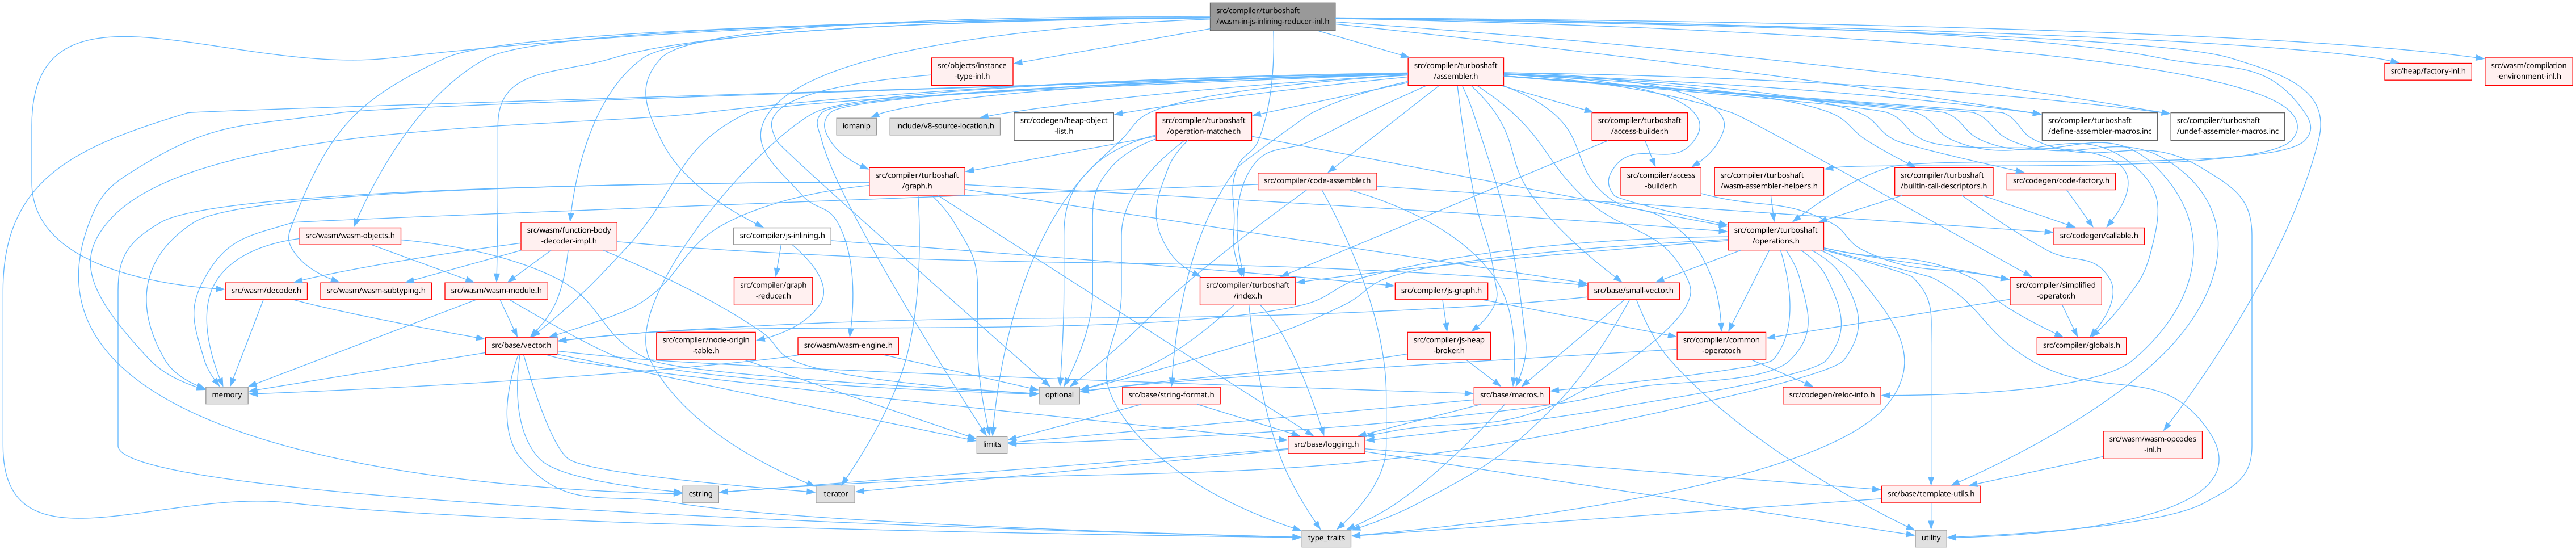 src/compiler/turboshaft
/wasm-in-js-inlining-reducer-inl.h
src/objects/instance
-type-inl.h
src/compiler/turboshaft
/assembler.h
src/heap/factory-inl.h
src/wasm/compilation
-environment-inl.h
iomanip
include/v8-source-location.h
src/codegen/heap-object
-list.h
src/compiler/turboshaft
/operation-matcher.h
src/compiler/turboshaft
/access-builder.h
src/compiler/turboshaft
/define-assembler-macros.inc
src/compiler/turboshaft
/undef-assembler-macros.inc
src/compiler/turboshaft
/graph.h
src/compiler/code-assembler.h
src/compiler/access
-builder.h
src/compiler/turboshaft
/wasm-assembler-helpers.h
src/compiler/turboshaft
/builtin-call-descriptors.h
src/codegen/code-factory.h
src/wasm/wasm-objects.h
src/wasm/function-body
-decoder-impl.h
src/compiler/js-inlining.h
src/compiler/turboshaft
/operations.h
src/codegen/callable.h
src/wasm/decoder.h
src/wasm/wasm-subtyping.h
src/wasm/wasm-module.h
src/compiler/graph
-reducer.h
src/compiler/turboshaft
/index.h
src/compiler/js-graph.h
src/base/small-vector.h
src/compiler/simplified
-operator.h
src/base/vector.h
src/compiler/node-origin
-table.h
src/wasm/wasm-engine.h
src/compiler/js-heap
-broker.h
src/compiler/common
-operator.h
src/compiler/globals.h
memory
optional
src/base/string-format.h
src/base/macros.h
src/codegen/reloc-info.h
limits
src/base/logging.h
src/wasm/wasm-opcodes
-inl.h
cstring
iterator
src/base/template-utils.h
type_traits
utility